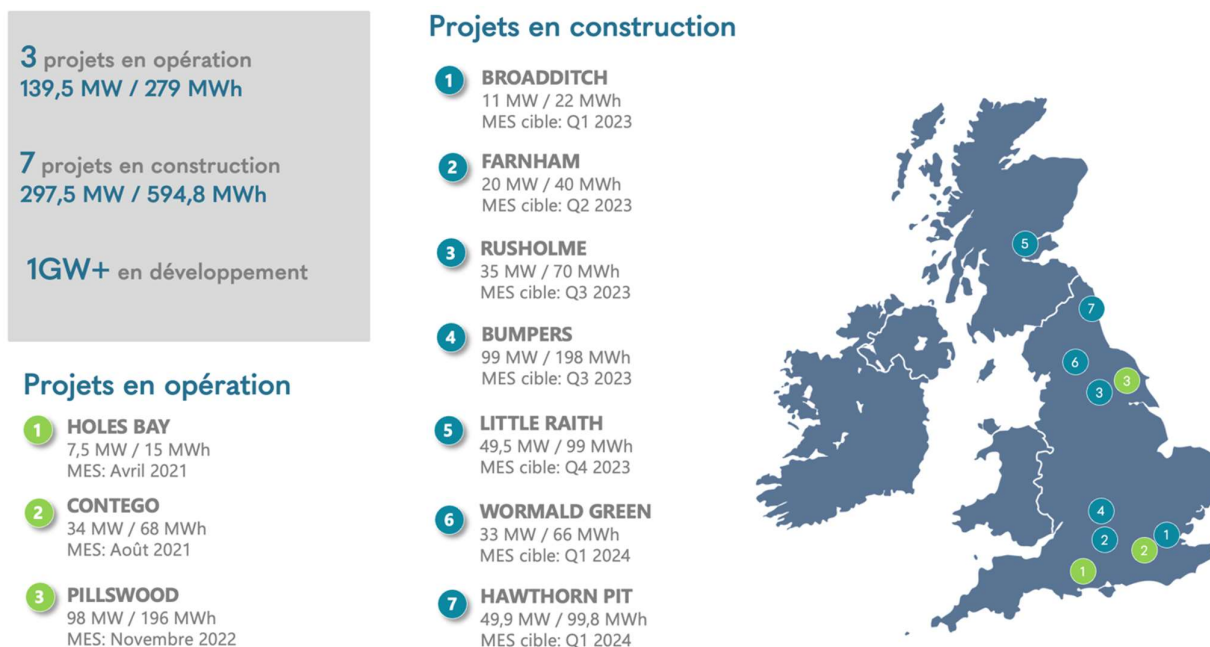 3 projets en opération
139,5 MW / 279 MWh
7 projets en construction
297,5 MW / 594,8 MWh
1GW+ en développement
Projets en opération
1 HOLES BAY
7,5 MW / 15 MWh
MES: Avril 2021
2 CONTEGO
34 MW / 68 MWh
MES: Août 2021
3 PILLSWOOD
98 MW / 196 MWh
MES: Novembre 2022
Projets en construction
1 BROADDITCH
11 MW / 22 MWh
MES cible: Q1 2023
2 FARNHAM
20 MW / 40 MWh
MES cible: Q2 2023
3 RUSHOLME
35 MW / 70 MWh
MES cible: Q3 2023
4 BUMPERS
99 MW / 198 MWh
MES cible: Q3 2023
5 LITTLE RAITH
49,5 MW / 99 MWh
MES cible: Q4 2023
6 WORMALD GREEN
33 MW / 66 MWh
MES cible: Q1 2024
7 HAWTHORN PIT
49,9 MW / 99,8 MWh
MES cible: Q1 2024
5
7
6
3
3
4
2
1
2
1